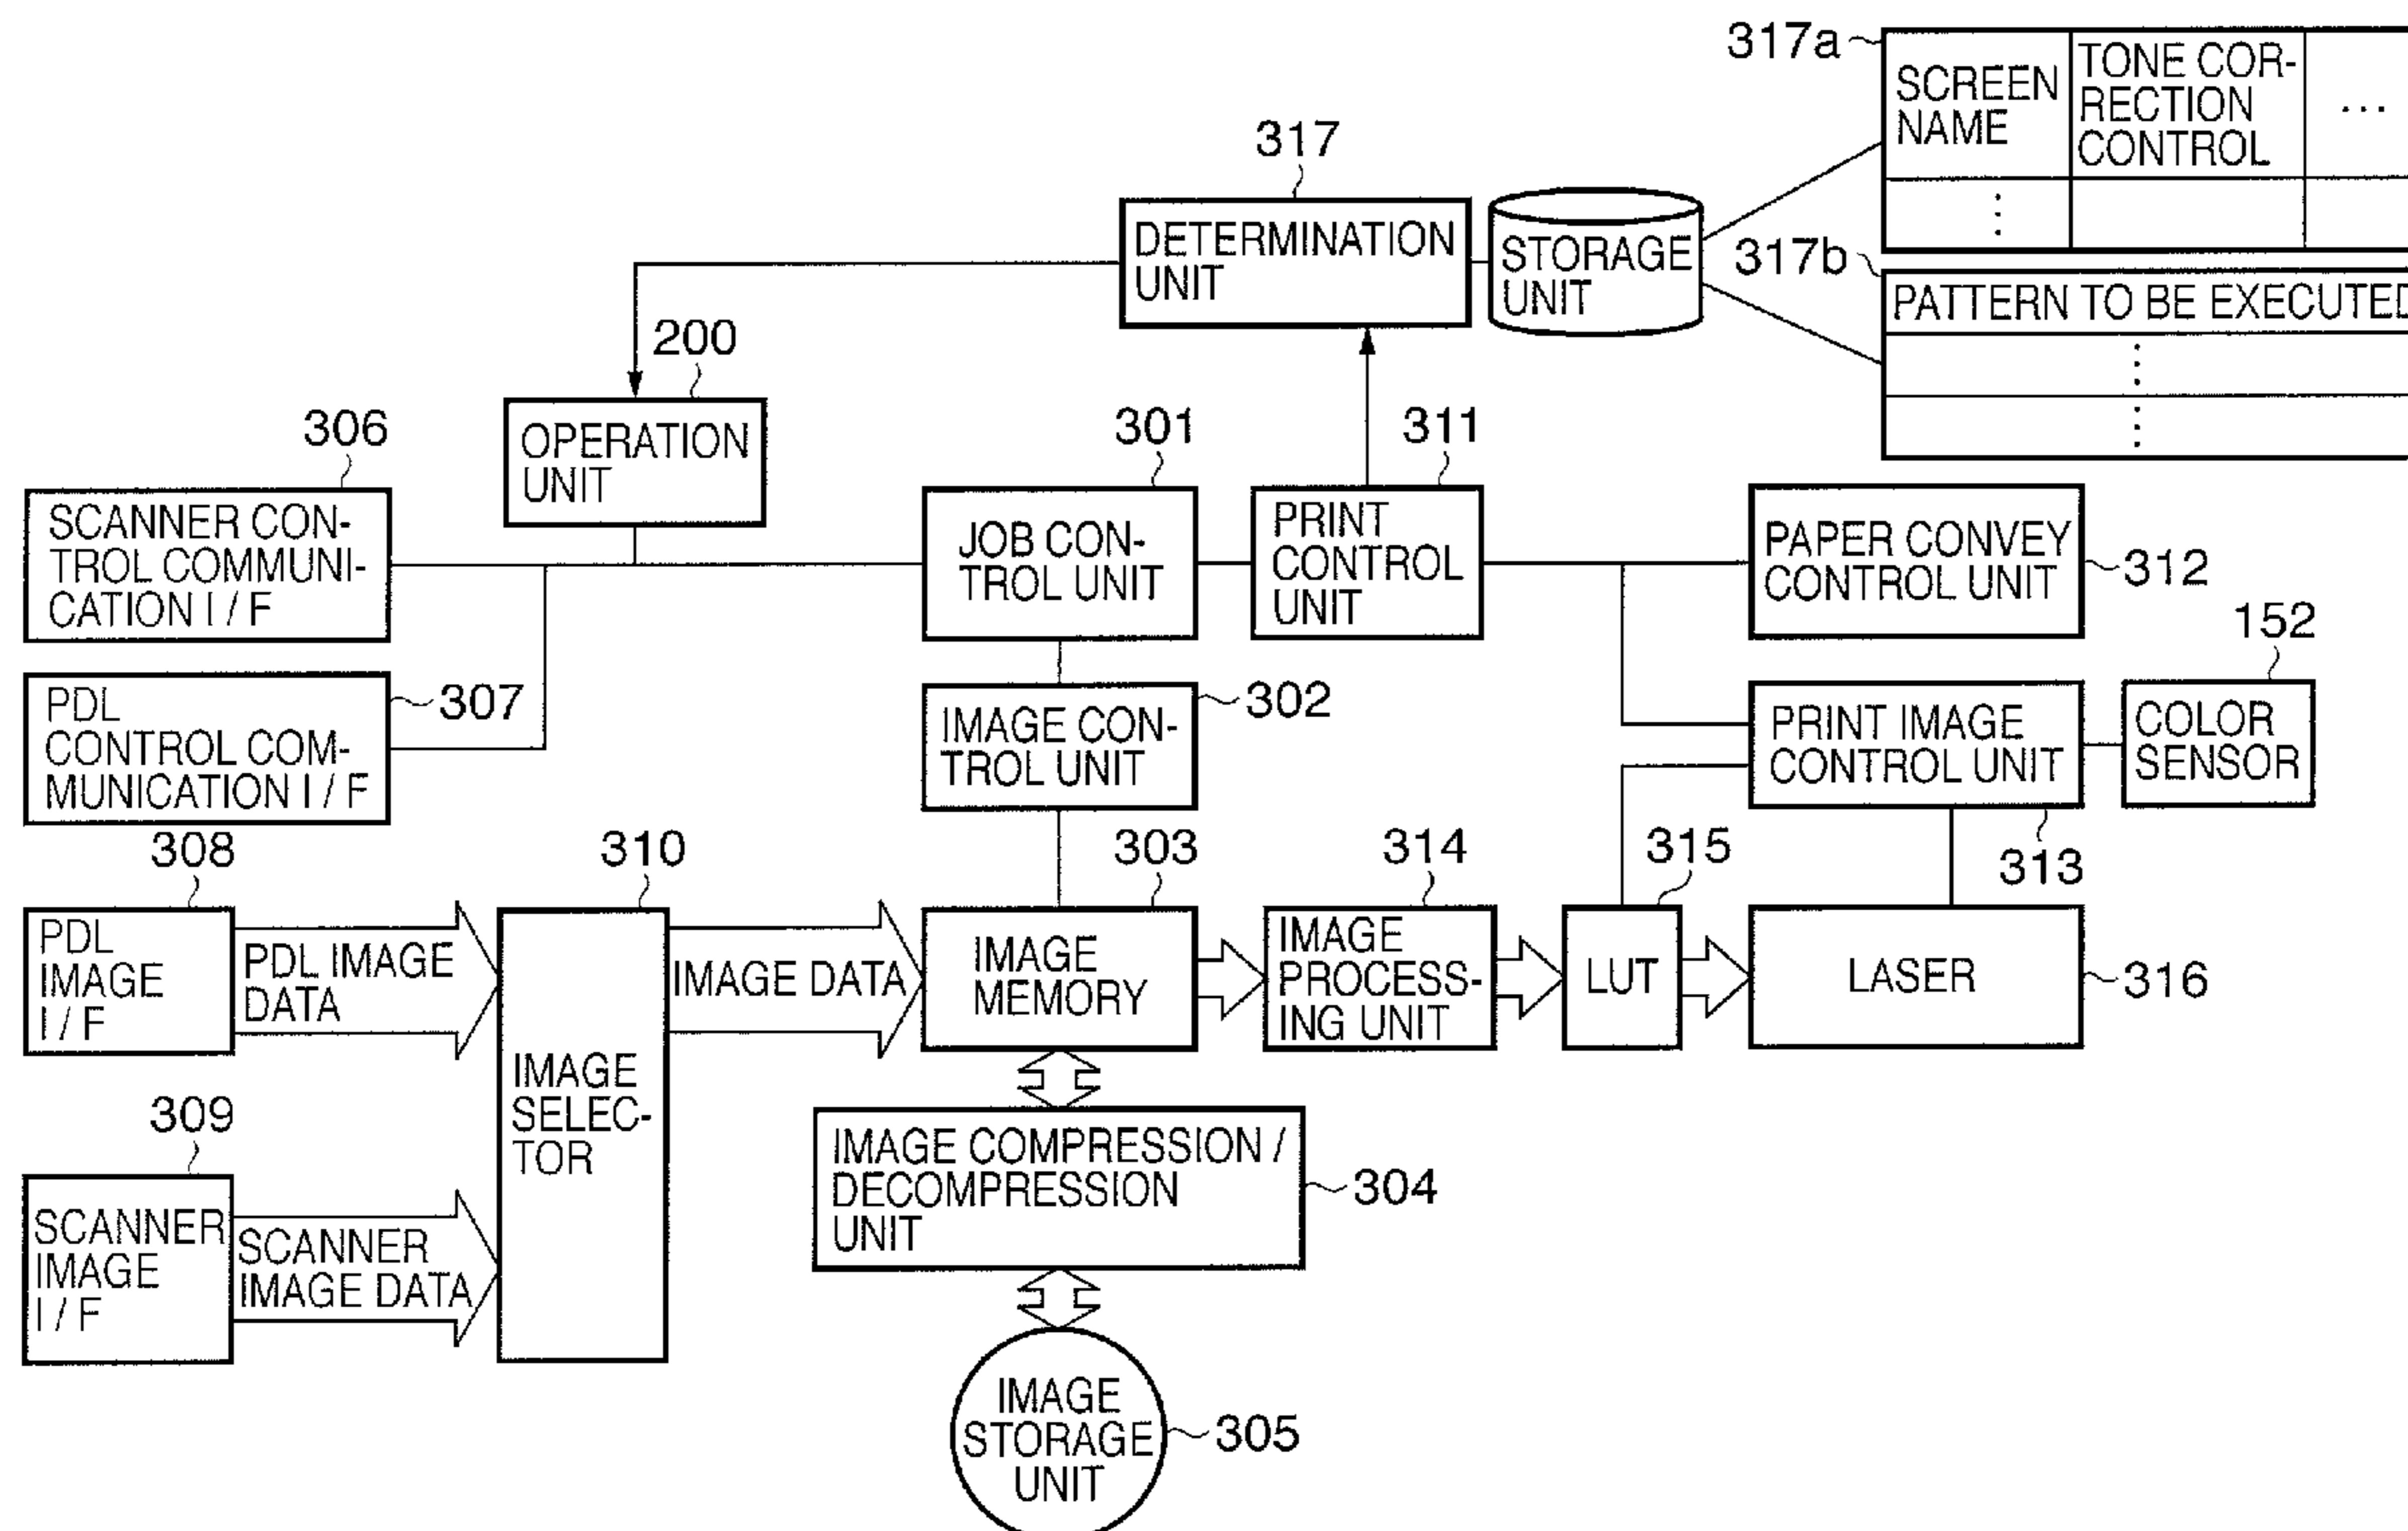 317a
SCREEN
NAME
TONE COR-
RECTION
CONTROL
...
317
DETERMINATION
UNIT
STORAGE
UNIT
317b
PATTERN TO BE EXECUTED
200
OPERATION
UNIT
306
SCANNER CON-
TROL COMMUNI-
CATION I / F
301
JOB CON-
TROL UNIT
311
PRINT
CONTROL
UNIT
PAPER CONVEY
CONTROL UNIT
312
152
PDL
CONTROL COM-
MUNICATION I / F
307
IMAGE CON-
TROL UNIT
302
PRINT IMAGE
CONTROL UNIT
313
COLOR
SENSOR
308
PDL
IMAGE
I / F
PDL IMAGE
DATA
310
IMAGE
SELEC-
TOR
IMAGE DATA
303
IMAGE
MEMORY
314
IMAGE
PROCESS-
ING UNIT
315
LUT
LASER
316
309
SCANNER
IMAGE
I / F
SCANNER
IMAGE DATA
IMAGE COMPRESSION /
DECOMPRESSION
UNIT
304
IMAGE
STORAGE
UNIT
305